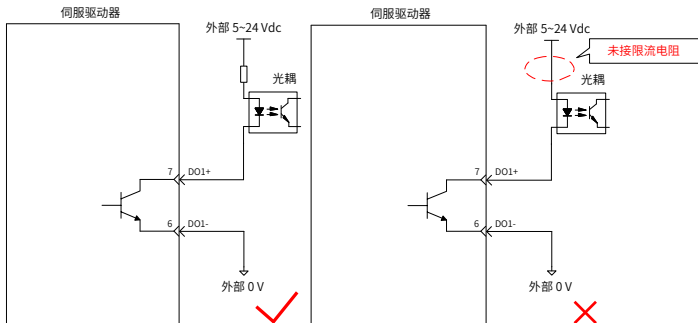 伺服驱动器
外部 5~24 Vdc
光耦
7
DO1+
6
DO1-
外部 0 V
伺服驱动器
外部 5~24 Vdc
未接限流电阻
光耦
7
DO1+
6
DO1-
外部 0 V